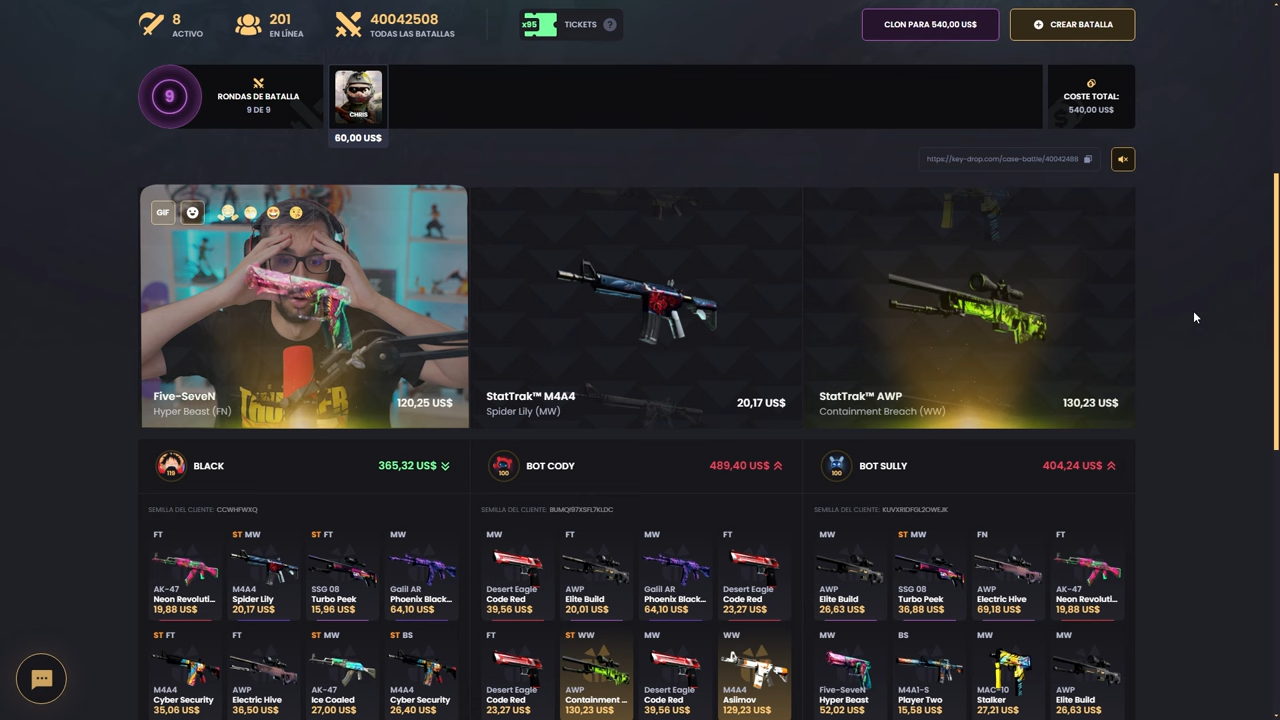 8
ACTIVO
201
EN LÍNEA
40042508
TODAS LAS BATALLAS
x95
TICKETS ?
CLON PARA 540,00 US$
CREAR BATALLA
9
RONDAS DE BATALLA
9 DE 9
CHRIS
60,00 US$
COSTE TOTAL:
540,00 US$
https://key-drop.com/case-battle/40042488
GIF
Five-SeveN
Hyper Beast (FN)
120,25 US$
StatTrak™ M4A4
Spider Lily (MW)
20,17 US$
StatTrak™ AWP
Containment Breach (WW)
130,23 US$
119
BLACK
365,32 US$
100
BOT CODY
489,40 US$
100
BOT SULLY
404,24 US$
SEMILLA DEL CLIENTE: CCWHFWXQ
SEMILLA DEL CLIENTE: BUMQI97XSFL7KLDC
SEMILLA DEL CLIENTE: KUVXRIDFGL2OWEJK
FT
AK-47
Neon Revoluti...
19,88 US$
ST MW
M4A4
Spider Lily
20,17 US$
ST FT
SSG 08
Turbo Peek
15,96 US$
MW
Galil AR
Phoenix Black...
64,10 US$
MW
Desert Eagle
Code Red
39,56 US$
FT
AWP
Elite Build
20,01 US$
MW
Galil AR
Phoenix Black...
64,10 US$
FT
Desert Eagle
Code Red
23,27 US$
MW
AWP
Elite Build
26,63 US$
ST MW
SSG 08
Turbo Peek
36,88 US$
FN
AWP
Electric Hive
69,18 US$
FT
AK-47
Neon Revoluti...
19,88 US$
ST FT
M4A4
Cyber Security
35,06 US$
FT
AWP
Electric Hive
36,50 US$
ST MW
AK-47
Ice Coaled
27,00 US$
ST BS
M4A4
Cyber Security
26,40 US$
FT
Desert Eagle
Code Red
23,27 US$
ST WW
AWP
Containment ...
130,23 US$
MW
Desert Eagle
Code Red
39,56 US$
WW
M4A4
Asiimov
129,23 US$
MW
Five-SeveN
Hyper Beast
52,02 US$
BS
M4A1-S
Player Two
15,58 US$
MW
MAC-10
Stalker
27,21 US$
MW
AWP
Elite Build
26,63 US$